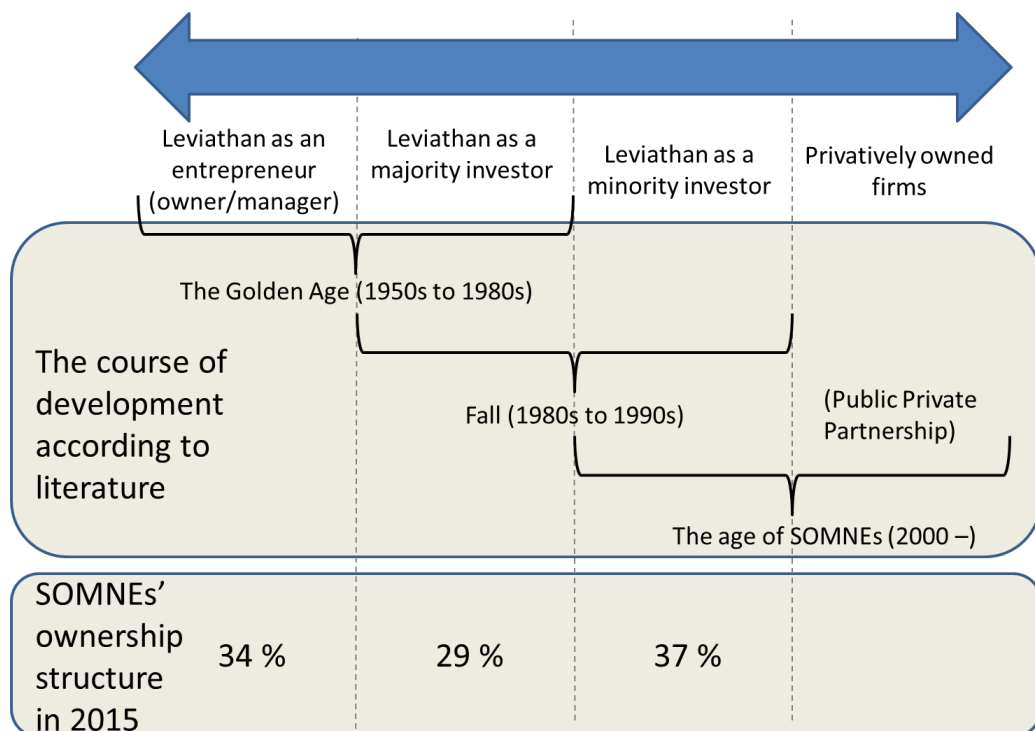 Leviathan as an
entrepreneur
(owner/manager)
Leviathan as a
majority investor
Leviathan as a
minority investor
Privatively owned
firms
The Golden Age (1950s to 1980s)
The course of
development
according to
literature
Fall (1980s to 1990s)
(Public Private
Partnership)
The age of SOMNEs (2000 –)
SOMNEs’
ownership
structure
in 2015
34 %
29 %
37 %